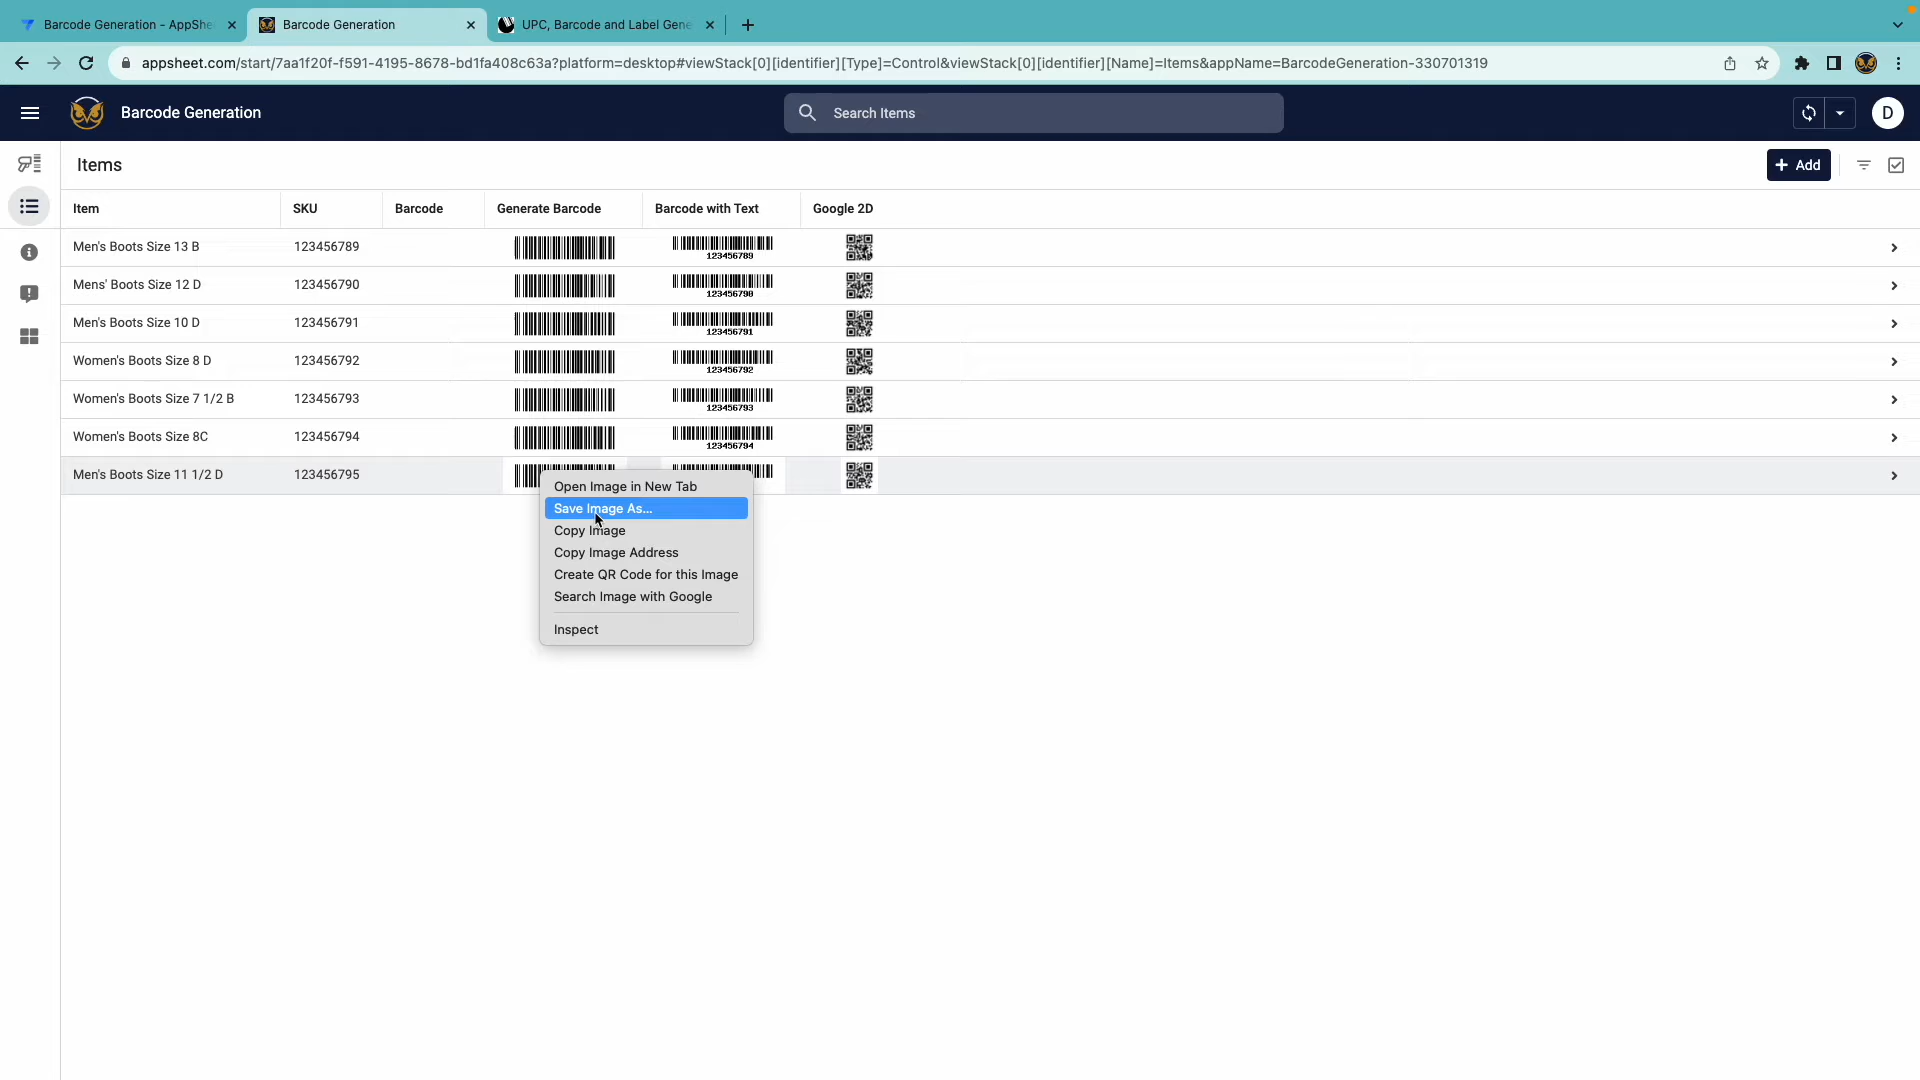 Barcode Generation - AppShe
Barcode Generation
UPC, Barcode and Label Gene
appsheet.com/start/7aa1f20f-f591-4195-8678-bd1fa408c63a?platform=desktop#viewStack[0][identifier][Type]=Control&viewStack[0][identifier][Name]=Items&appName=BarcodeGeneration-330701319
Barcode Generation
Search Items
D
Items
+ Add
Item SKU Barcode Generate Barcode Barcode with Text Google 2D
Men's Boots Size 13 B 123456789 123456789
Mens' Boots Size 12 D 123456790 123456790
Men's Boots Size 10 D 123456791 123456791
Women's Boots Size 8 D 123456792 123456792
Women's Boots Size 7 1/2 B 123456793 123456793
Women's Boots Size 8C 123456794 123456794
Men's Boots Size 11 1/2 D 123456795
Open Image in New Tab
Save Image As...
Copy Image
Copy Image Address
Create QR Code for this Image
Search Image with Google
Inspect